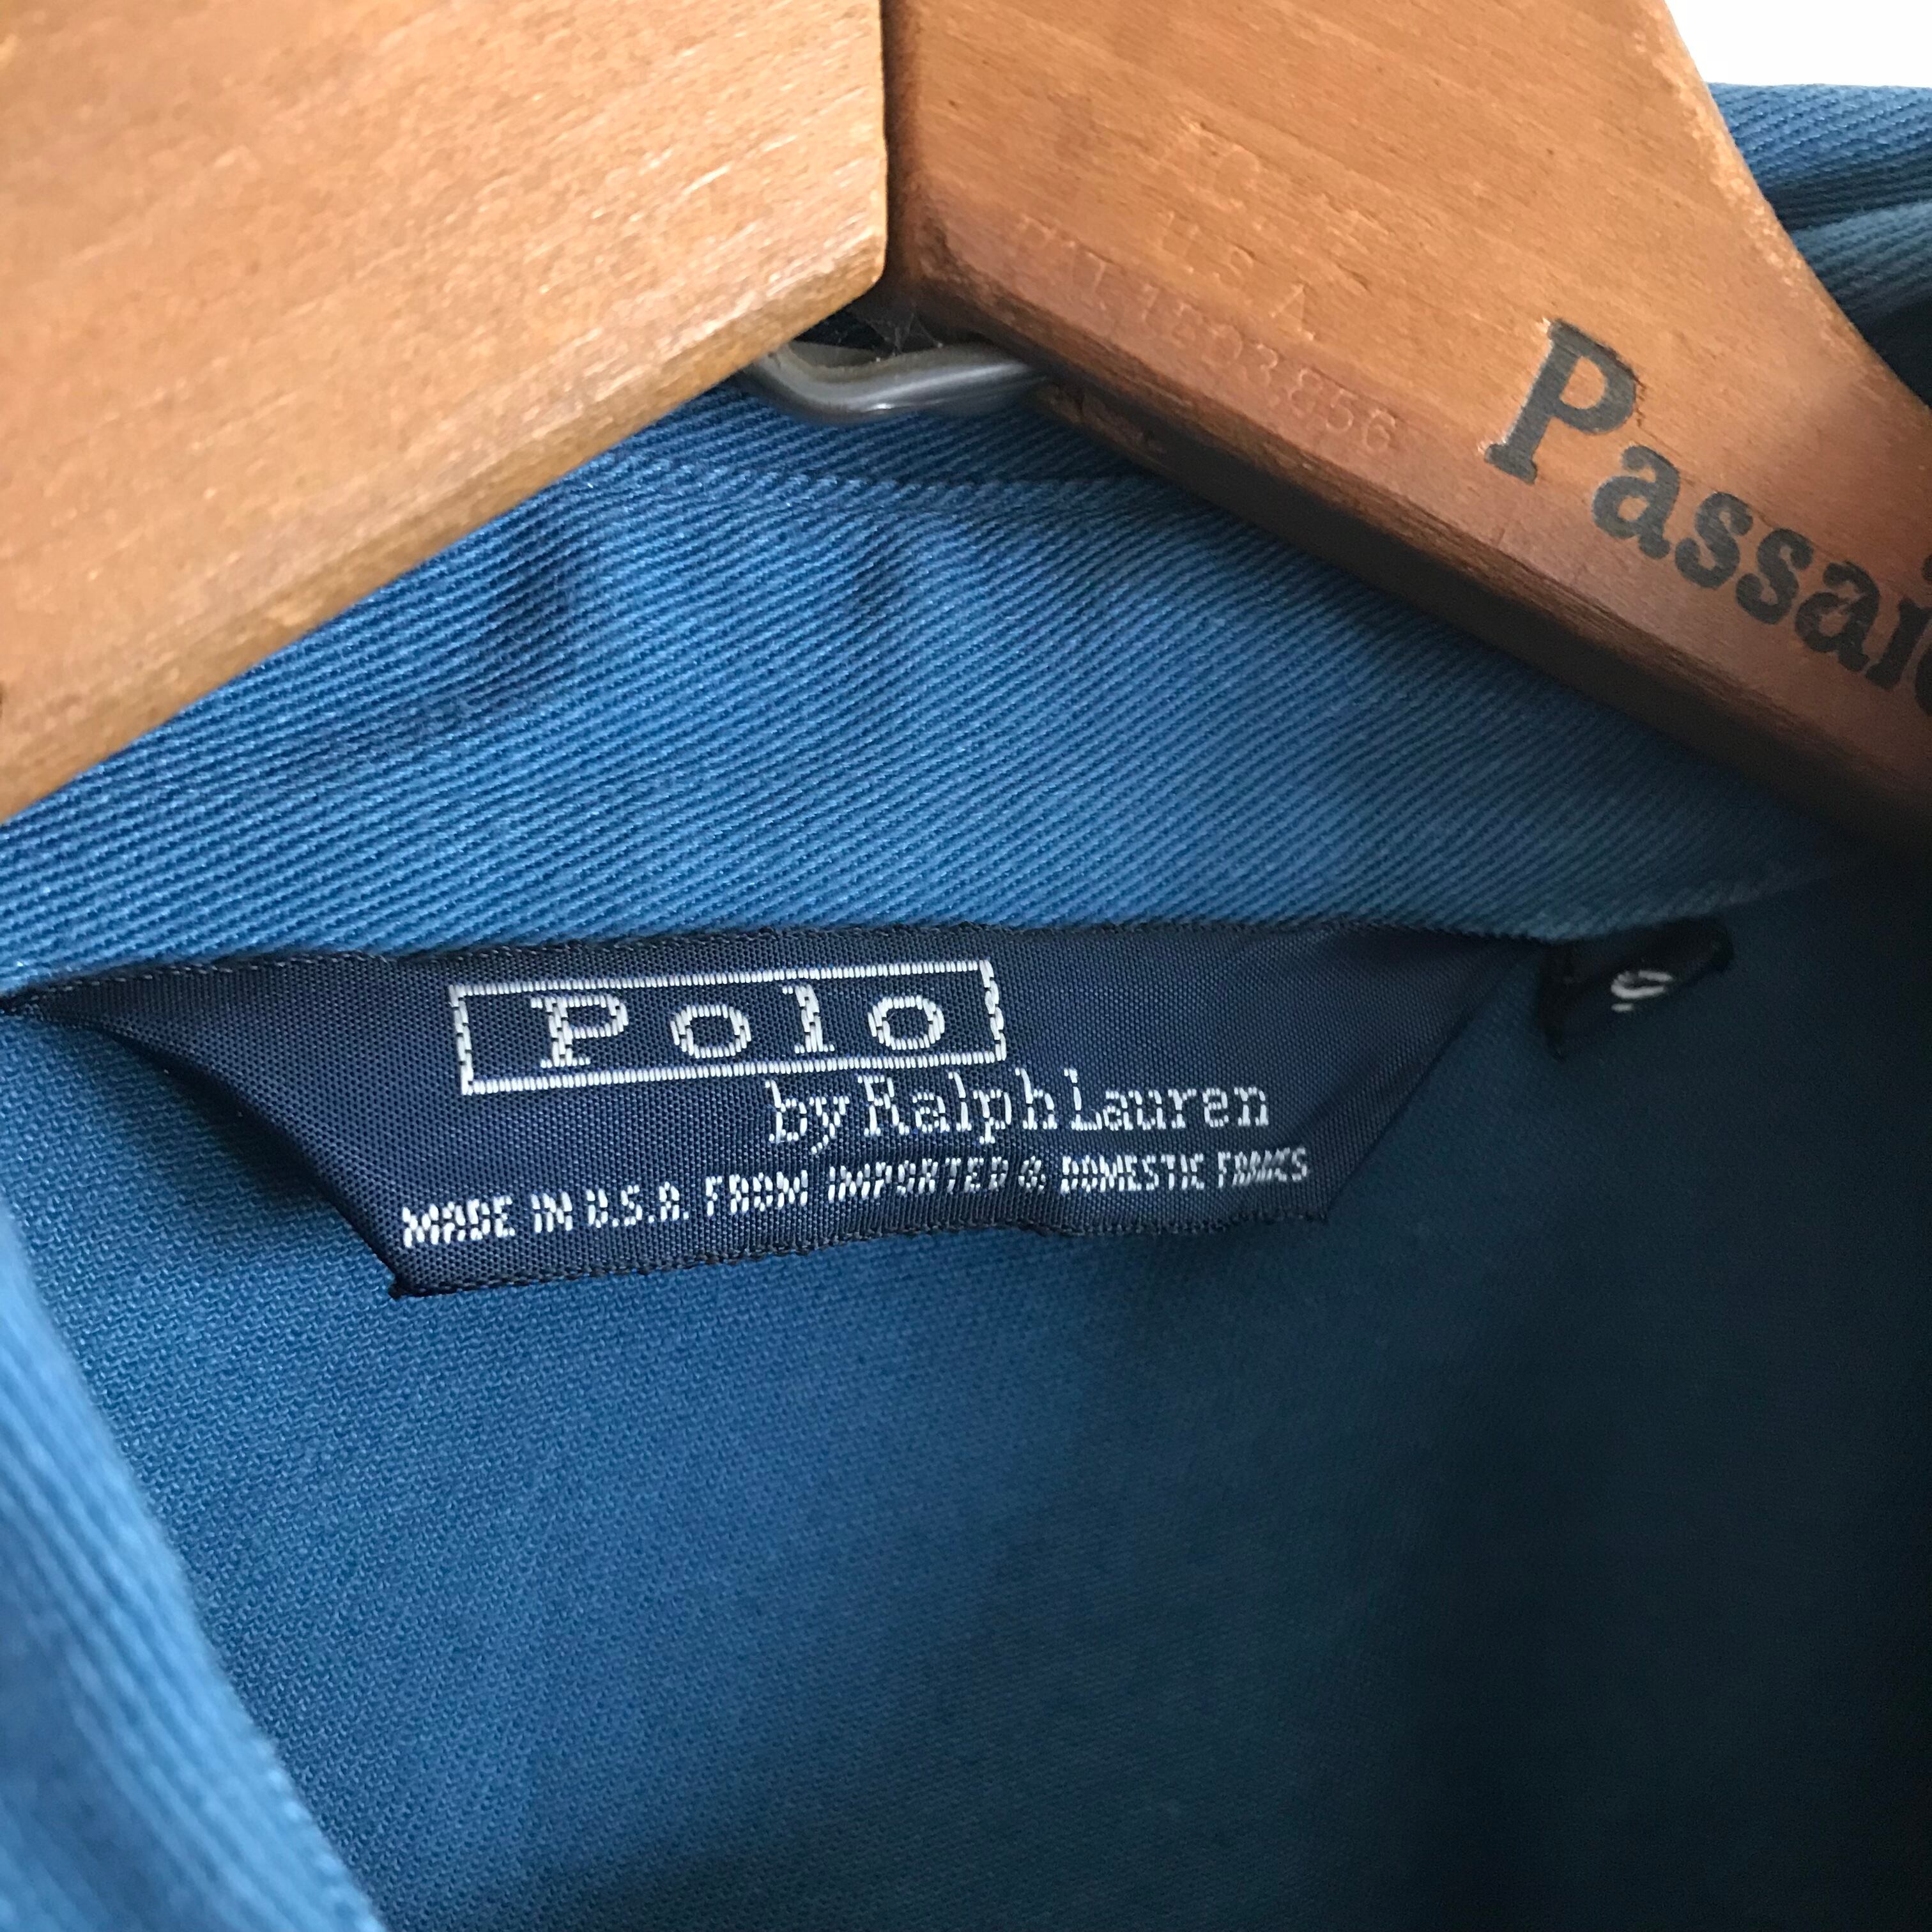 U.S.A.
Passai
Polo
by Ralph Lauren
MADE IN U.S.A. FROM IMPORTED & DOMESTIC FABRICS
S